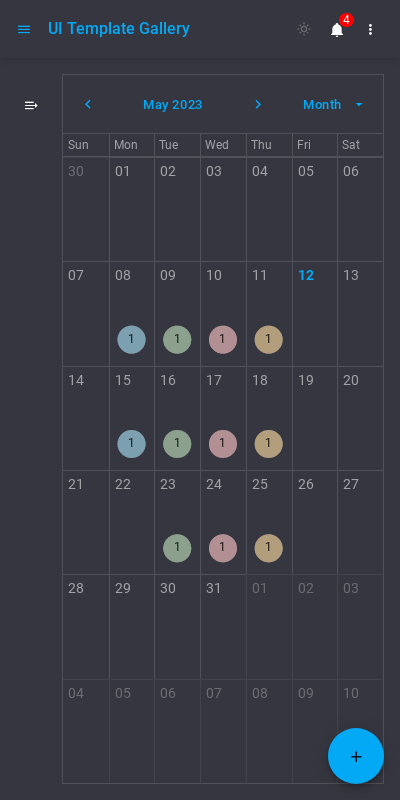 UI Template Gallery 4
May 2023 Month
Sun Mon Tue Wed Thu Fri Sat
30 01 02 03 04 05 06
07 08 09 10 11 12 13
1 1 1 1
14 15 16 17 18 19 20
1 1 1 1
21 22 23 24 25 26 27
1 1 1
28 29 30 31 01 02 03
04 05 06 07 08 09 10
+